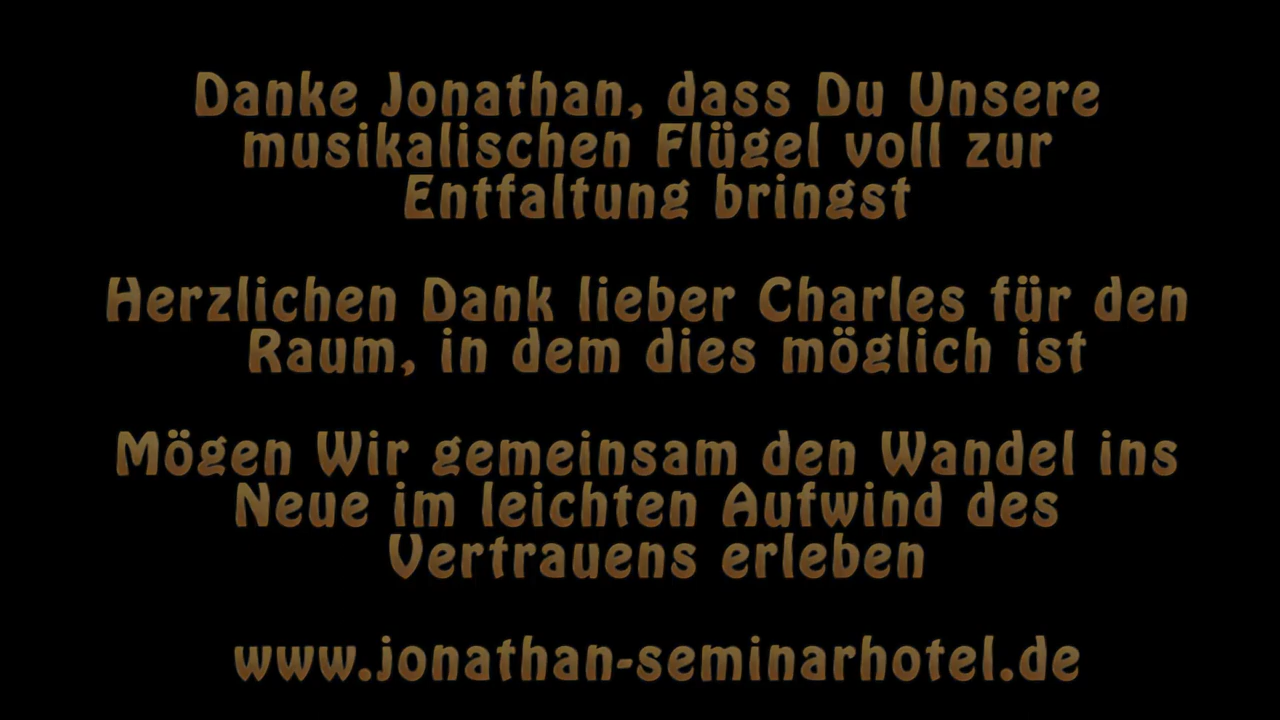 Danke Jonathan, dass Du Unsere
musikalischen Flügel voll zur
Entfaltung bringst
Herzlichen Dank lieber Charles für den
Raum, in dem dies möglich ist
Mögen Wir gemeinsam den Wandel ins
Neue im leichten Aufwind des
Vertrauens erleben
www.jonathan-seminarhotel.de